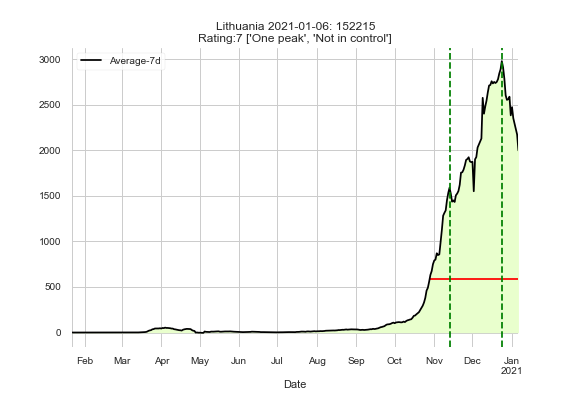 Lithuania 2021-01-06: 152215
Rating:7 ['One peak', 'Not in control']
Average-7d
3000
2500
2000
1500
1000
500
0
Feb Mar Apr May Jun Jul Aug Sep Oct Nov Dec Jan
2021
Date